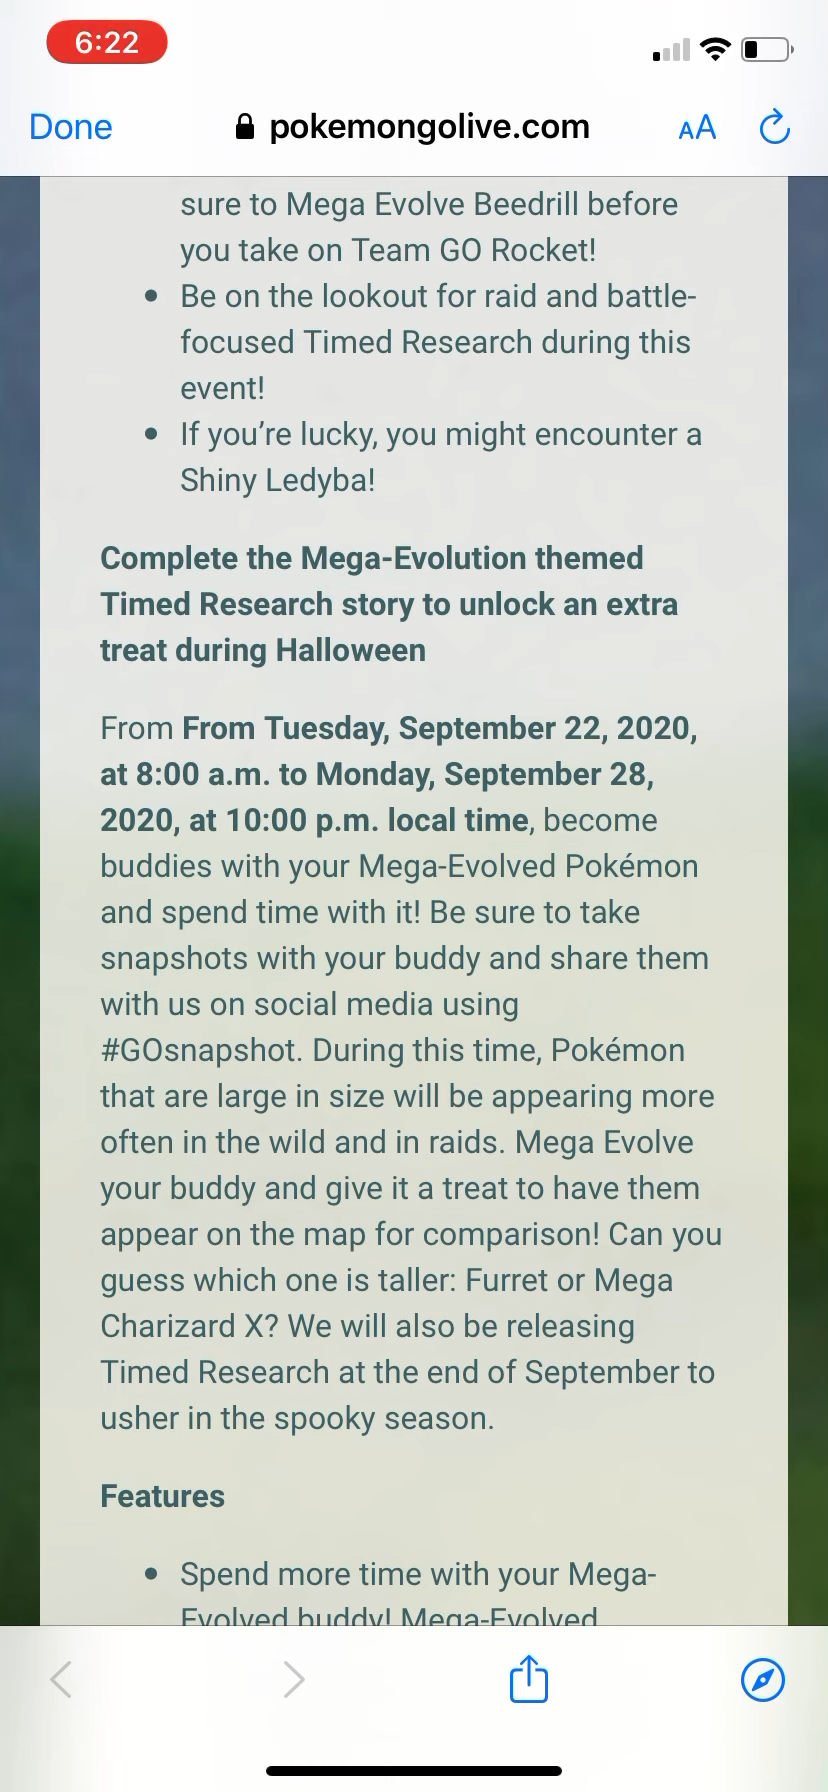 6:22
Done
pokemongolive.com
AA
sure to Mega Evolve Beedrill before
you take on Team GO Rocket!
• Be on the lookout for raid and battle-
focused Timed Research during this
event!
• If you’re lucky, you might encounter a
Shiny Ledyba!
Complete the Mega-Evolution themed
Timed Research story to unlock an extra
treat during Halloween
From From Tuesday, September 22, 2020,
at 8:00 a.m. to Monday, September 28,
2020, at 10:00 p.m. local time, become
buddies with your Mega-Evolved Pokémon
and spend time with it! Be sure to take
snapshots with your buddy and share them
with us on social media using
#GOsnapshot. During this time, Pokémon
that are large in size will be appearing more
often in the wild and in raids. Mega Evolve
your buddy and give it a treat to have them
appear on the map for comparison! Can you
guess which one is taller: Furret or Mega
Charizard X? We will also be releasing
Timed Research at the end of September to
usher in the spooky season.
Features
• Spend more time with your Mega-
Evolved buddy! Mega-Evolved